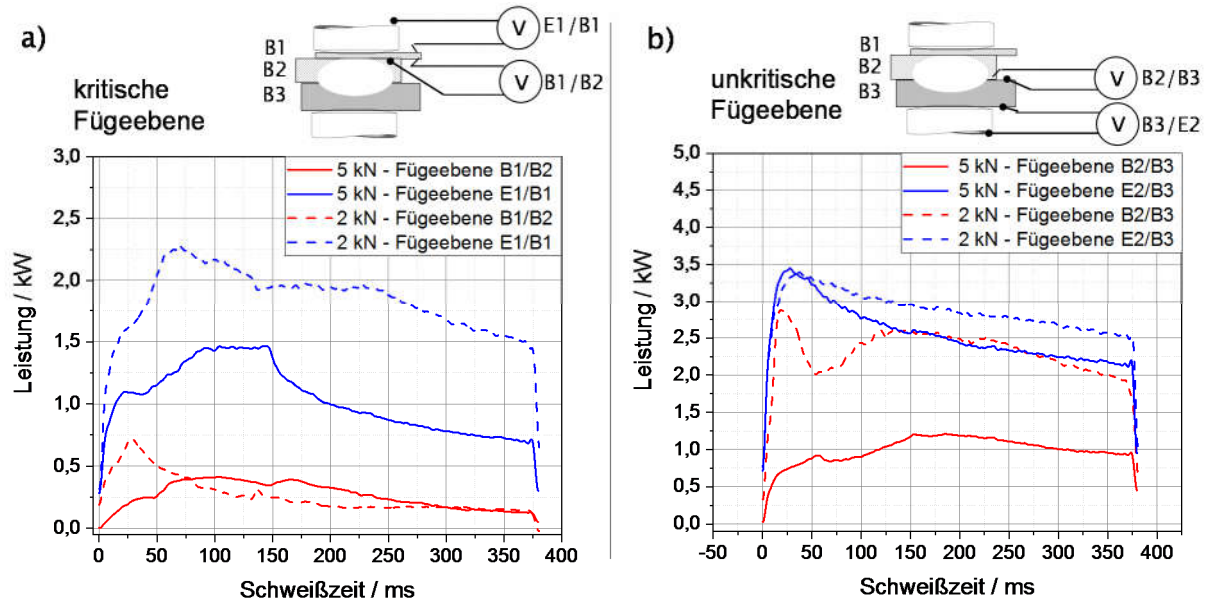 a)
kritische
Fügeebene
B1
B2
B3
V
E1/B1
V
B1/B2
3,0
2,5
2,0
1,5
1,0
0,5
0,0
Leistung / kW
5 kN - Fügeebene B1/B2
5 kN - Fügeebene E1/B1
2 kN - Fügeebene B1/B2
2 kN - Fügeebene E1/B1
0 50 100 150 200 250 300 350 400
Schweißzeit / ms
b)
unkritische
Fügeebene
B1
B2
B3
V
B2/B3
V
B3/E2
5,0
4,5
4,0
3,5
3,0
2,5
2,0
1,5
1,0
0,5
0,0
Leistung / kW
5 kN - Fügeebene B2/B3
5 kN - Fügeebene E2/B3
2 kN - Fügeebene B2/B3
2 kN - Fügeebene E2/B3
-50 0 50 100 150 200 250 300 350 400
Schweißzeit / ms